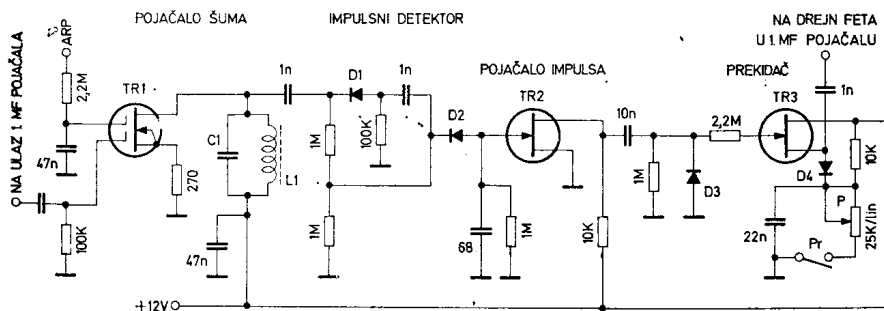 POJAČALO ŠUMA
IMPULSNI DETEKTOR
NA DREJN FETA
U 1 MF POJAČALU
POJAČALO IMPULSA
PREKIDAČ
NA ULAZ 1 MF POJAČALA
ARP
2,2M
TR1
47n
100K
270
C1
L1
47n
1n
1M
1M
D1
100K
1n
D2
68
1M
TR2
10K
10n
1M
D3
2,2M
TR3
1n
10K
D4
P
25K/lin
22n
Pr
+12V